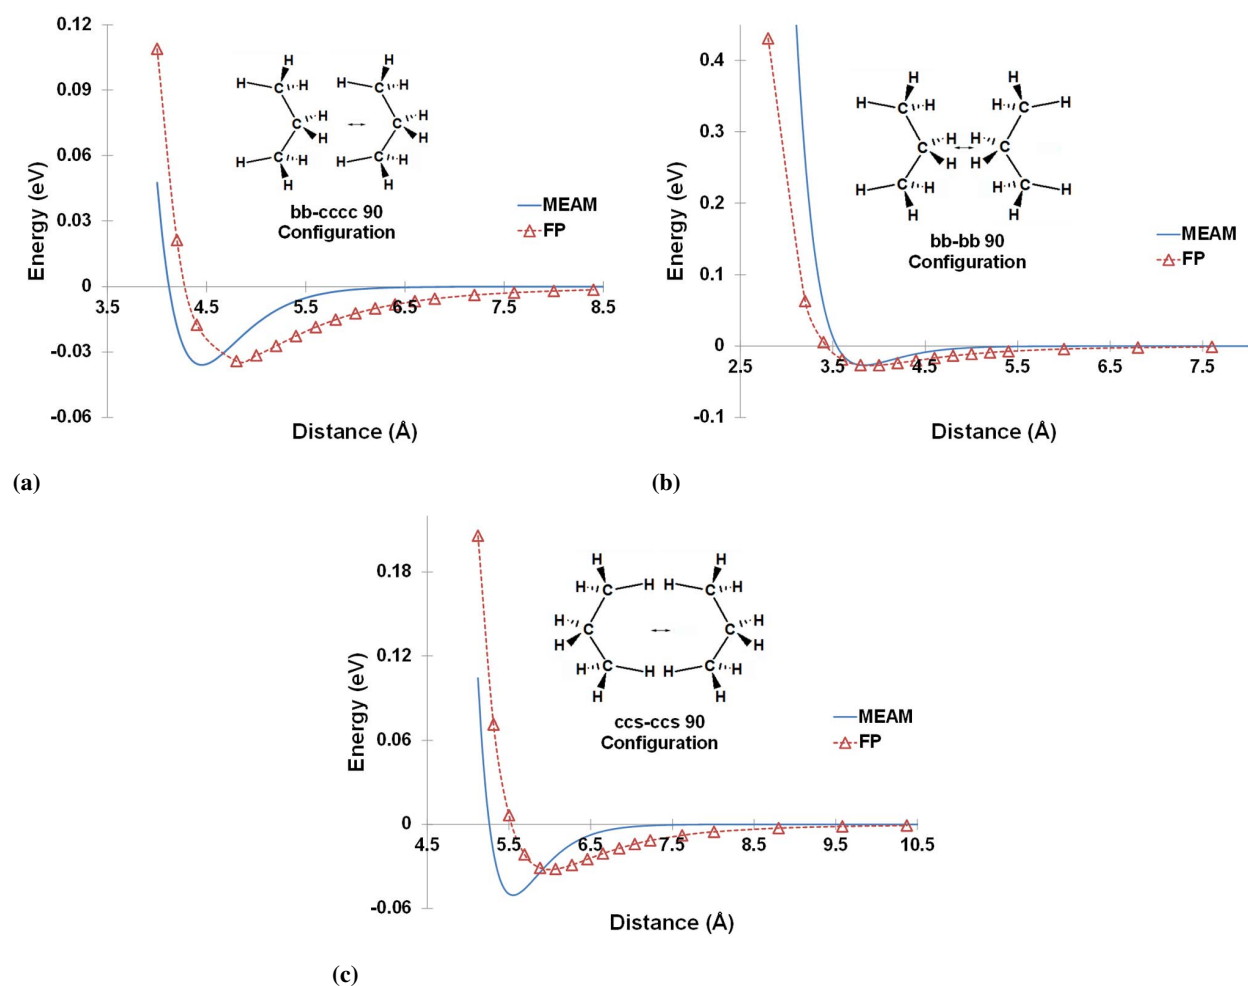 0.12
0.09
0.06
0.03
0
-0.03
-0.06
3.5 4.5 5.5 6.5 7.5 8.5
Energy (eV)
Distance (Å)
H H
H C H H C H
C H C H
H H
H C H H C H
H H
bb-cccc 90
Configuration
MEAM
FP
(a)
0.4
0.3
0.2
0.1
0
-0.1
2.5 3.5 4.5 5.5 6.5 7.5
Energy (eV)
Distance (Å)
H H
H C H H C H
C H H C
H H
H C H H C H
H H
bb-bb 90
Configuration
MEAM
FP
(b)
0.18
0.12
0.06
0
-0.06
4.5 5.5 6.5 7.5 8.5 9.5 10.5
Energy (eV)
Distance (Å)
H H
H C H H C H
H C C H
H H
H C H H C H
H H
ccs-ccs 90
Configuration
MEAM
FP
(c)